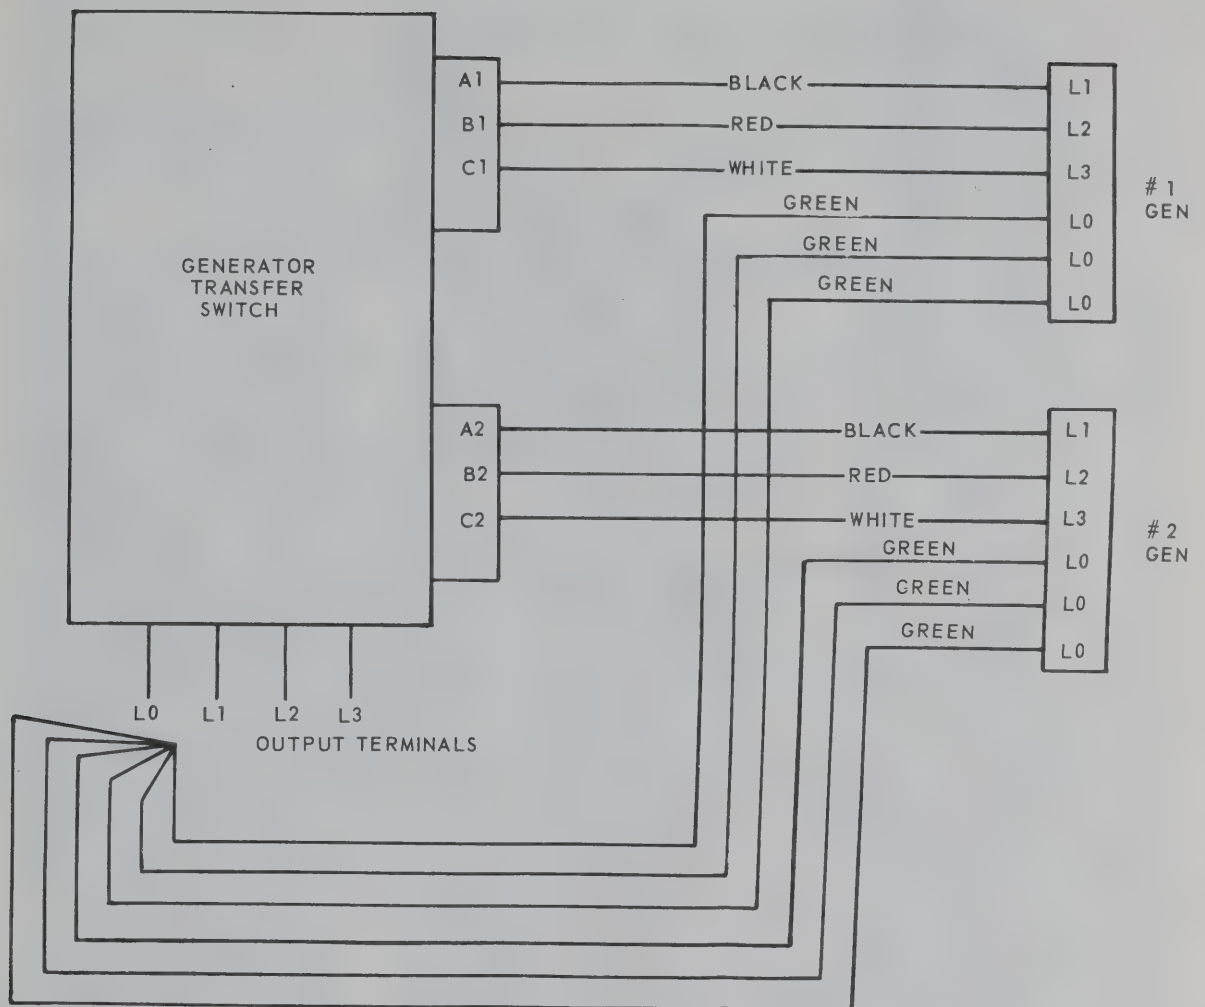 GENERATOR
TRANSFER
SWITCH
A1
B1
C1
BLACK
RED
WHITE
GREEN
GREEN
GREEN
L1
L2
L3
L0
L0
L0
# 1
GEN
A2
B2
C2
BLACK
RED
WHITE
GREEN
GREEN
GREEN
L1
L2
L3
L0
L0
L0
# 2
GEN
L0 L1 L2 L3
OUTPUT TERMINALS